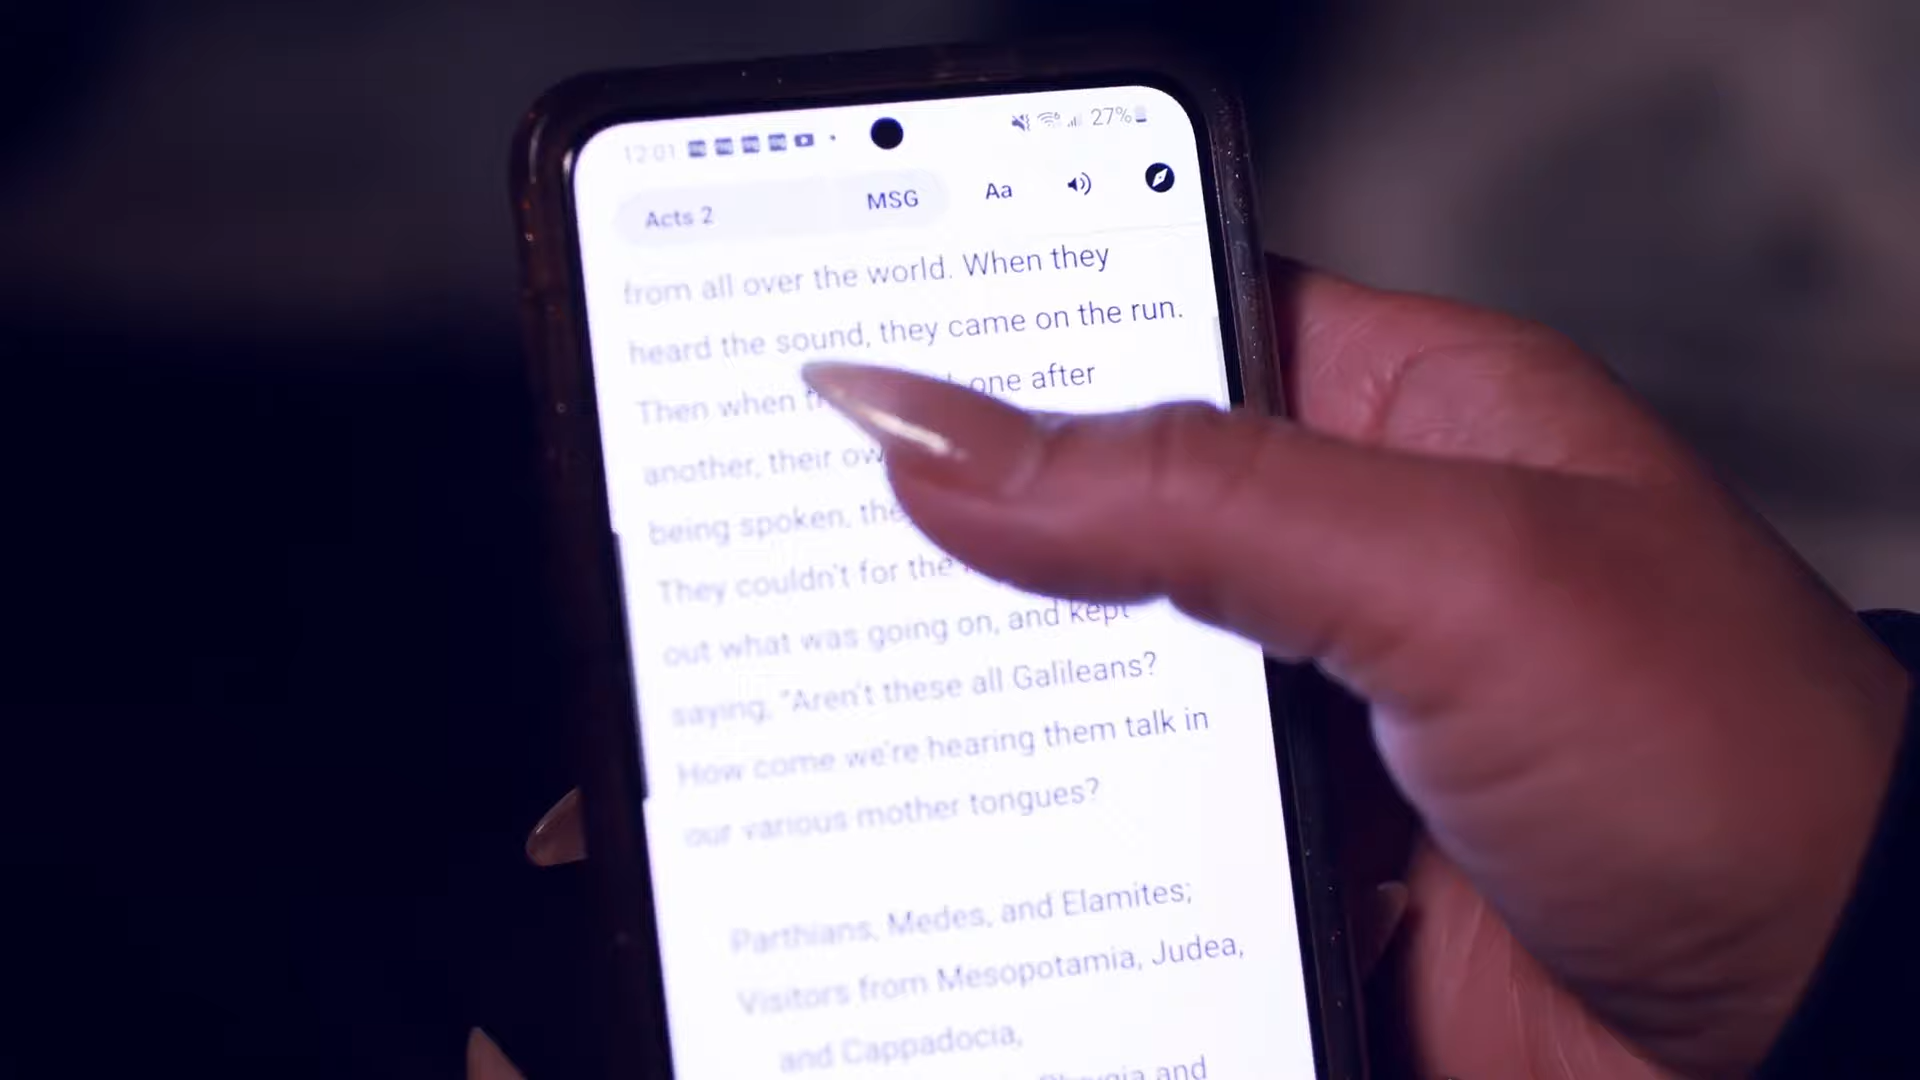 12:01 27%
Acts 2 MSG Aa
from all over the world. When they
heard the sound, they came on the run.
Then when one after
another, their
being spoken,
They couldn't for the
out what was going on, and kept
saying, "Aren't these all Galileans?
How come we're hearing them talk in
our various mother tongues?
Parthians, Medes, and Elamites;
Visitors from Mesopotamia, Judea,
and Cappadocia,
and